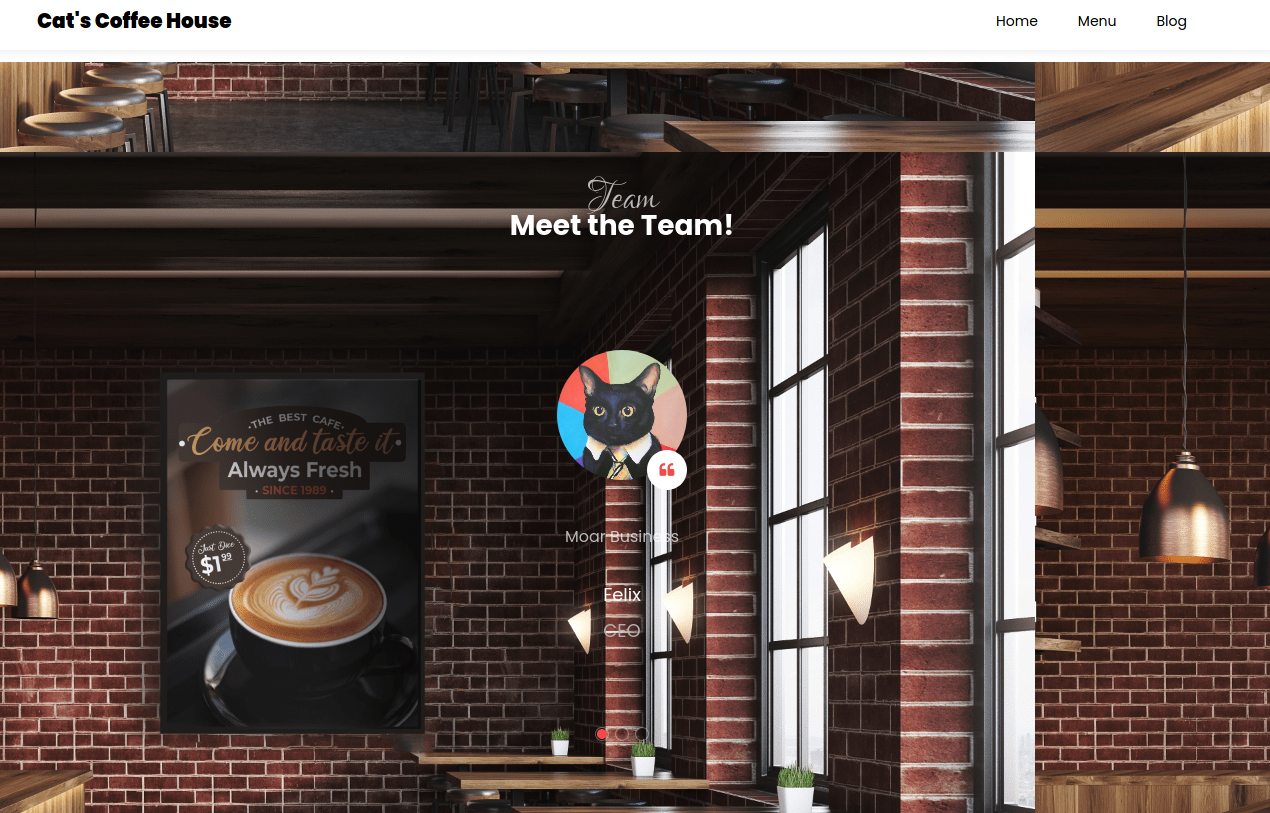 Cat's Coffee House
Home Menu Blog
Team
Meet the Team!
·THE BEST CAFE·
Come and taste it
Always Fresh
· SINCE 1989 ·
Just Dice
$1.99
Moar Business
Felix
CEO